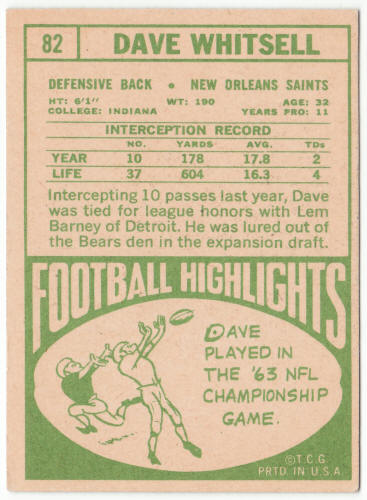 82 DAVE WHITSELL
DEFENSIVE BACK • NEW ORLEANS SAINTS
HT: 6'1" WT: 190 AGE: 32
COLLEGE: INDIANA YEARS PRO: 11
INTERCEPTION RECORD
NO. YARDS AVG. TDs
YEAR 10 178 17.8 2
LIFE 37 604 16.3 4
Intercepting 10 passes last year, Dave
was tied for league honors with Lem
Barney of Detroit. He was lured out of
the Bears den in the expansion draft.
FOOTBALL HIGHLIGHTS
DAVE
PLAYED IN
THE '63 NFL
CHAMPIONSHIP
GAME.
© T.C.G.
PRTD. IN U.S.A.